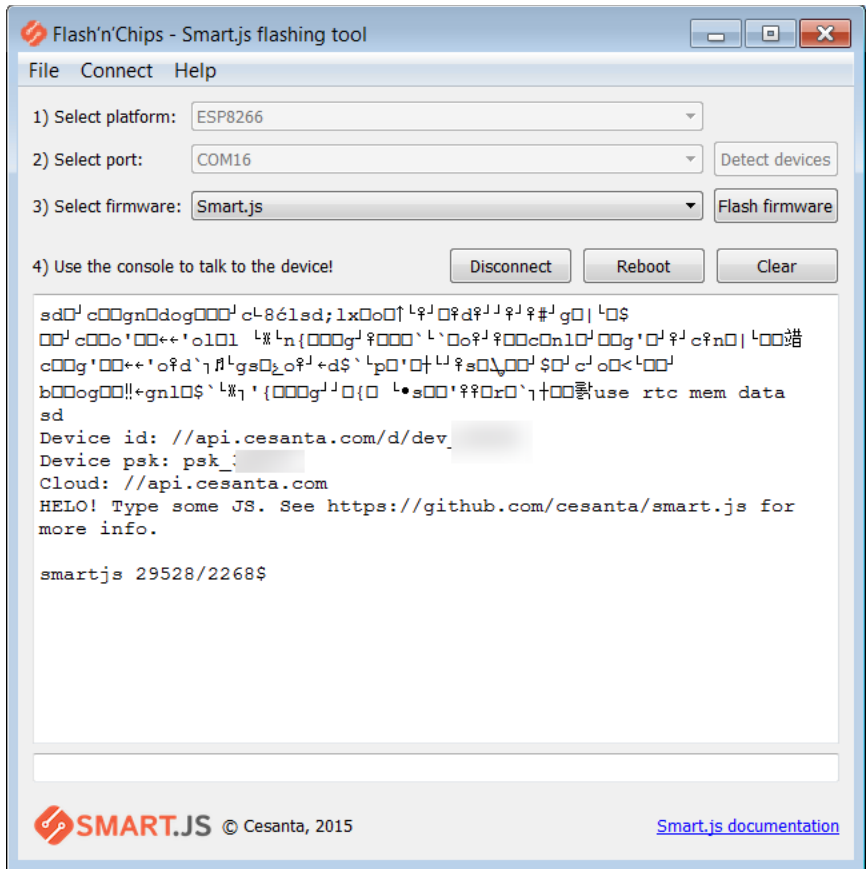 Flash'n'Chips - Smart.js flashing tool
File Connect Help
1) Select platform: ESP8266
2) Select port: COM16 Detect devices
3) Select firmware: Smart.js Flash firmware
4) Use the console to talk to the device! Disconnect Reboot Clear
use rtc mem data
sd
Device id: //api.cesanta.com/d/dev_
Device psk: psk_
Cloud: //api.cesanta.com
HELO! Type some JS. See https://github.com/cesanta/smart.js for
more info.
smartjs 29528/2268$
SMART.JS © Cesanta, 2015 Smart.js documentation